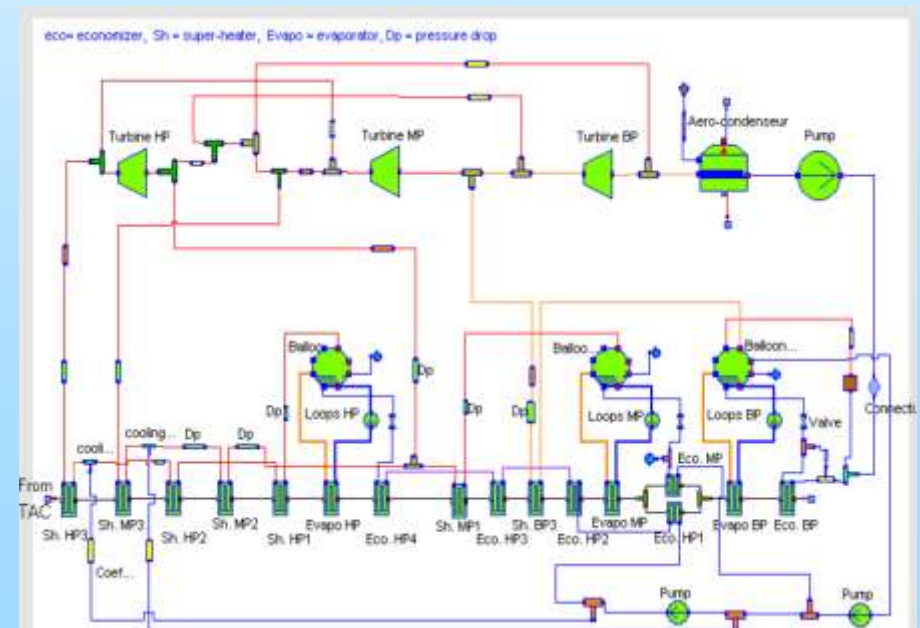 eco= economizer, Sh = super-heater, Evapo = evaporator, Dp = pressure drop
Turbine HP
Turbine MP
Turbine BP
Aero-condenseur
Pump
Balloo...
Dp
Balloo...
Balloon...
Dp
Loops HP
Dp
Dp
Loops MP
Loops BP
Valve
Connecti...
cooli...
cooling...
Dp
Dp
Eco. MP
From
TAC
Sh. HP3
Sh. MP3
Sh. HP2
Sh. MP2
Sh. HP1
Evapo HP
Eco. HP4
Sh. MP1
Eco. HP3
Sh. BP3
Eco. HP2
Evapo MP
Eco. HP1
Evapo BP
Eco. BP
Coef...
Pump
Pump